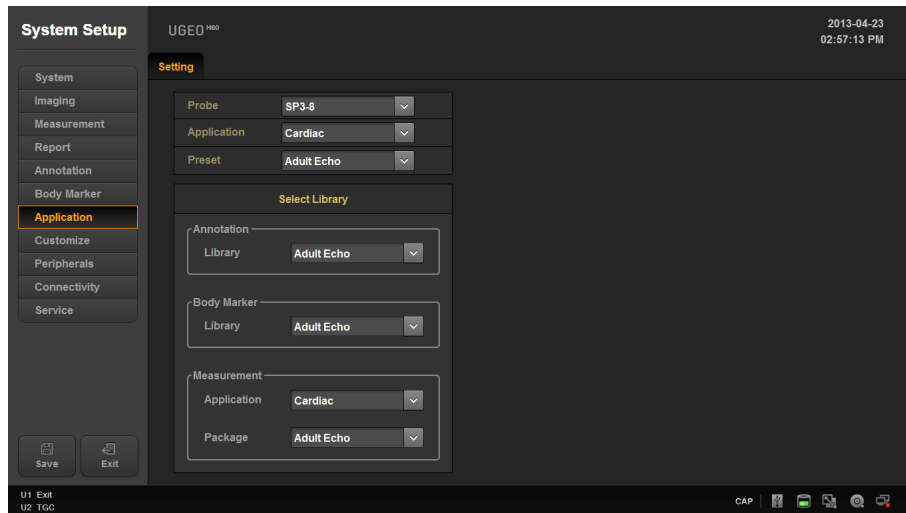 System Setup
UGEO H60
2013-04-23
02:57:13 PM
System
Imaging
Measurement
Report
Annotation
Body Marker
Application
Customize
Peripherals
Connectivity
Service
Save
Exit
Setting
Probe SP3-8
Application Cardiac
Preset Adult Echo
Select Library
Annotation
Library Adult Echo
Body Marker
Library Adult Echo
Measurement
Application Cardiac
Package Adult Echo
U1 Exit
U2 TGC
CAP